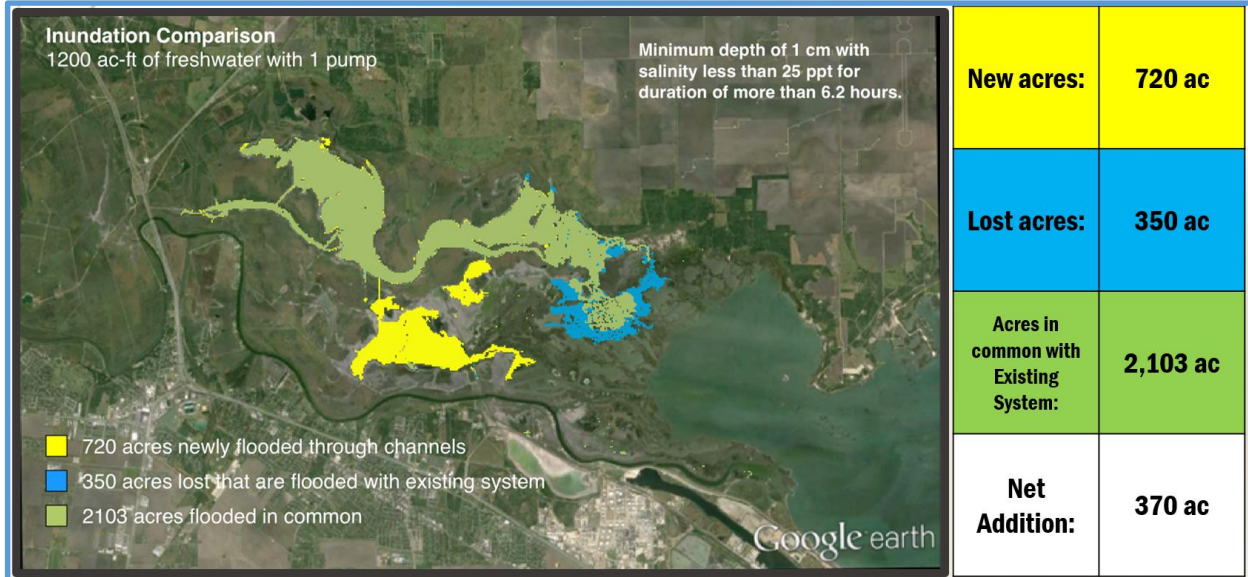 Inundation Comparison
1200 ac-ft of freshwater with 1 pump
Minimum depth of 1 cm with
salinity less than 25 ppt for
duration of more than 6.2 hours.
720 acres newly flooded through channels
350 acres lost that are flooded with existing system
2103 acres flooded in common
Google earth
New acres:
720 ac
Lost acres:
350 ac
Acres in
common with
Existing
System:
2,103 ac
Net
Addition:
370 ac